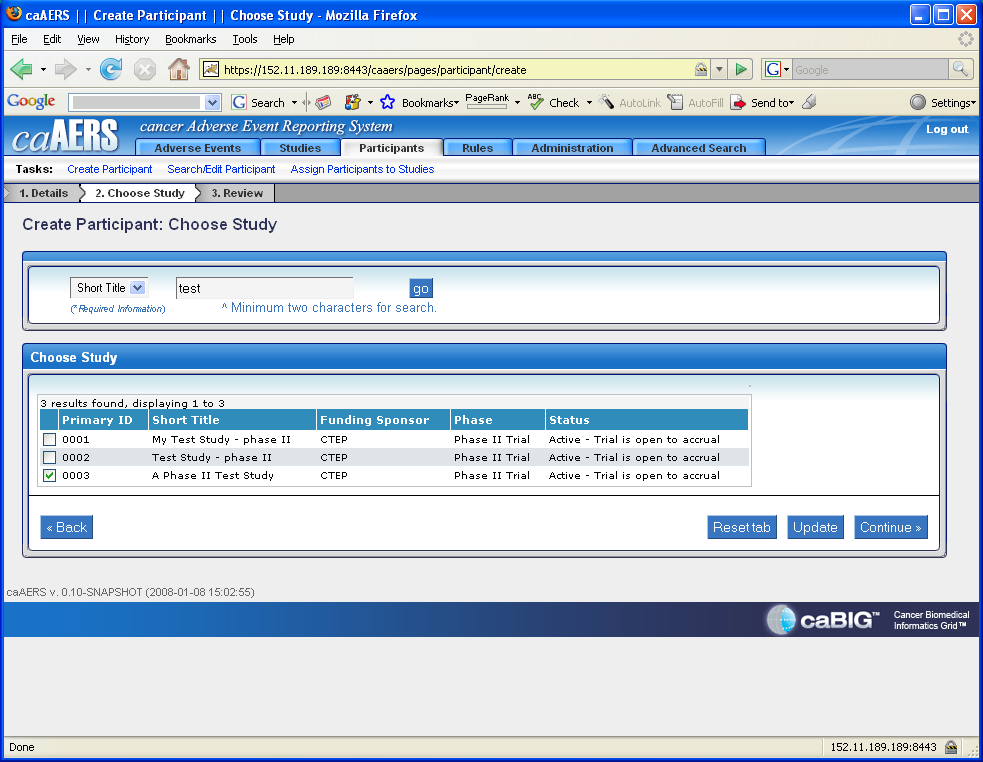 caAERS || Create Participant || Choose Study - Mozilla Firefox
File Edit View History Bookmarks Tools Help
https://152.11.189.189:8443/caaers/pages/participant/create
G Google
Google G Search Bookmarks PageRank ABC Check AutoLink AutoFill Send to Settings
caAERS cancer Adverse Event Reporting System Log out
Adverse Events Studies Participants Rules Administration Advanced Search
Tasks: Create Participant Search/Edit Participant Assign Participants to Studies
1. Details 2. Choose Study 3. Review
Create Participant: Choose Study
Short Title test go
(* Required Information) ^ Minimum two characters for search.
Choose Study
3 results found, displaying 1 to 3
Primary ID Short Title Funding Sponsor Phase Status
0001 My Test Study - phase II CTEP Phase II Trial Active - Trial is open to accrual
0002 Test Study - phase II CTEP Phase II Trial Active - Trial is open to accrual
0003 A Phase II Test Study CTEP Phase II Trial Active - Trial is open to accrual
« Back Reset tab Update Continue »
caAERS v. 0.10-SNAPSHOT (2008-01-08 15:02:55)
caBIG™ Cancer Biomedical
Informatics Grid™
Done 152.11.189.189:8443